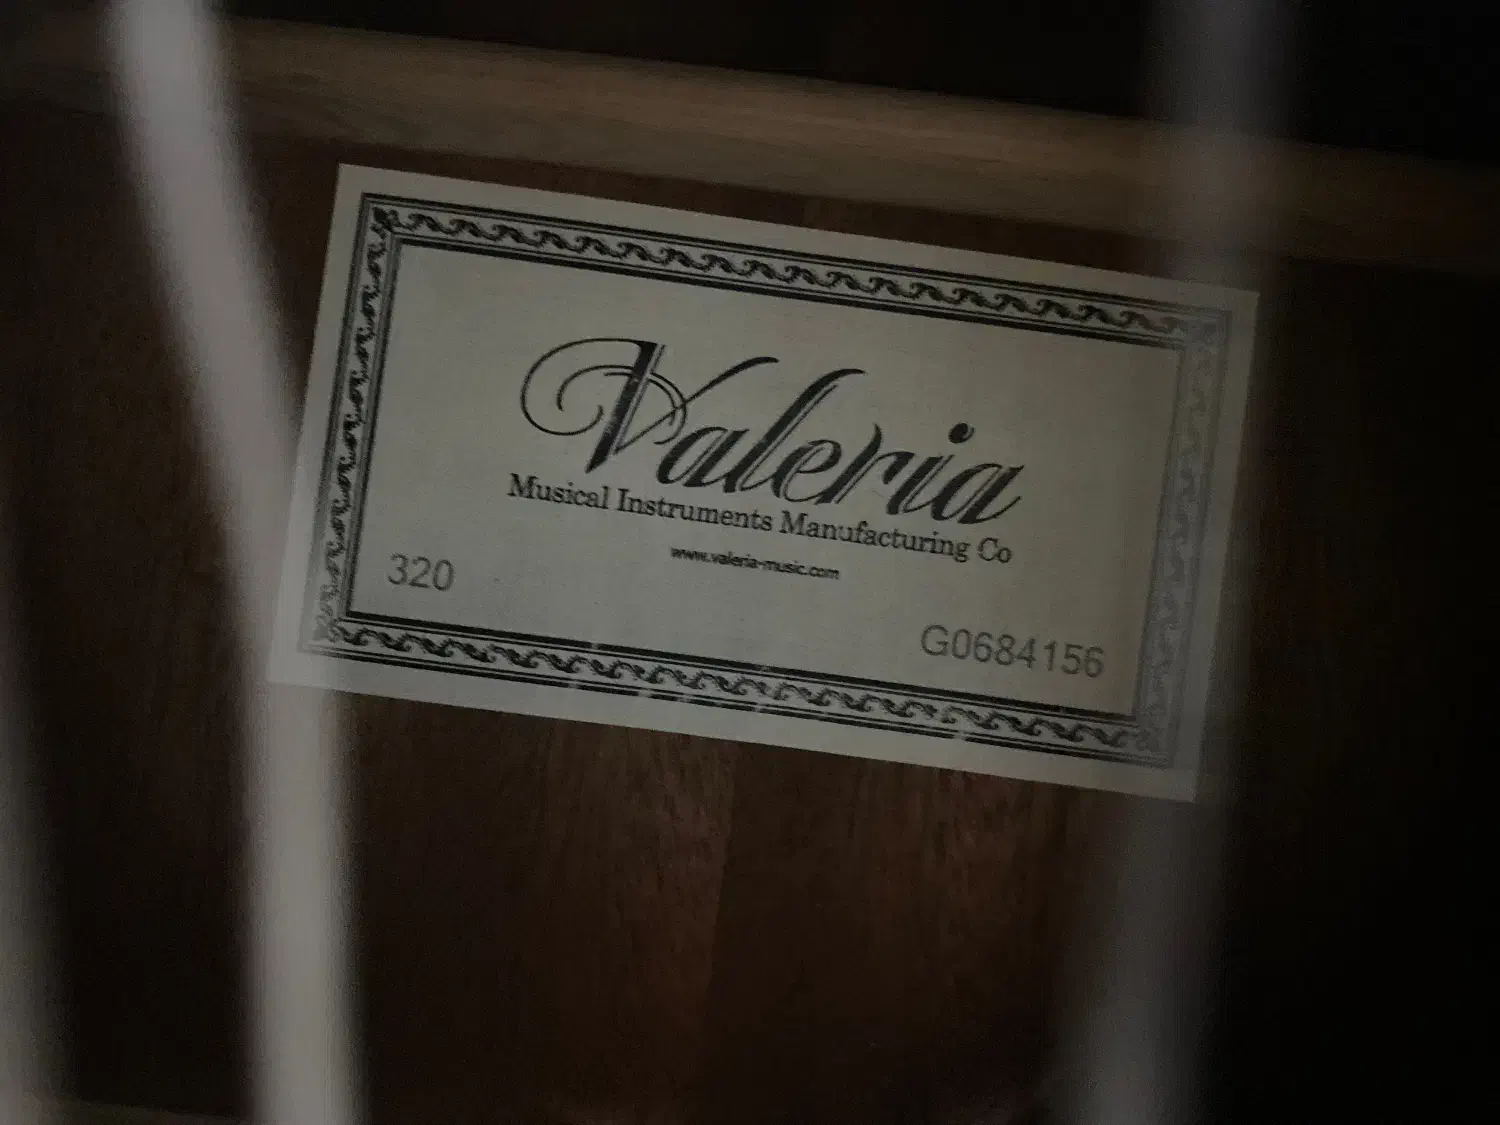 Valeria
Musical Instruments Manufacturing Co
www.valeria-music.com
320
G0684156